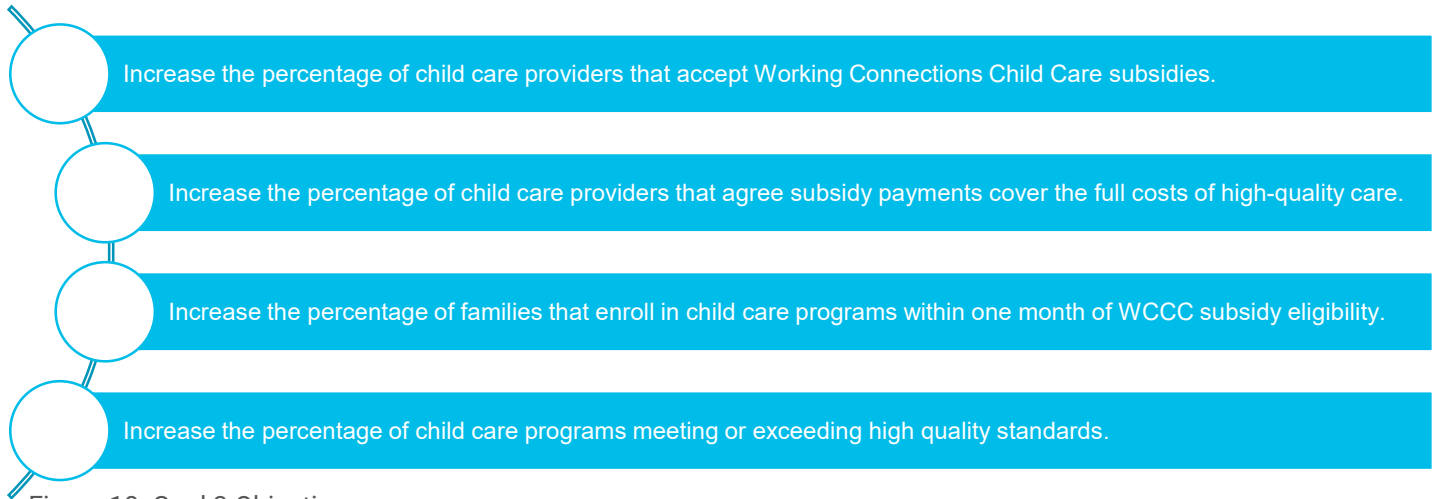 Increase the percentage of child care providers that accept Working Connections Child Care subsidies.
Increase the percentage of child care providers that agree subsidy payments cover the full costs of high-quality care.
Increase the percentage of families that enroll in child care programs within one month of WCCC subsidy eligibility.
Increase the percentage of child care programs meeting or exceeding high quality standards.